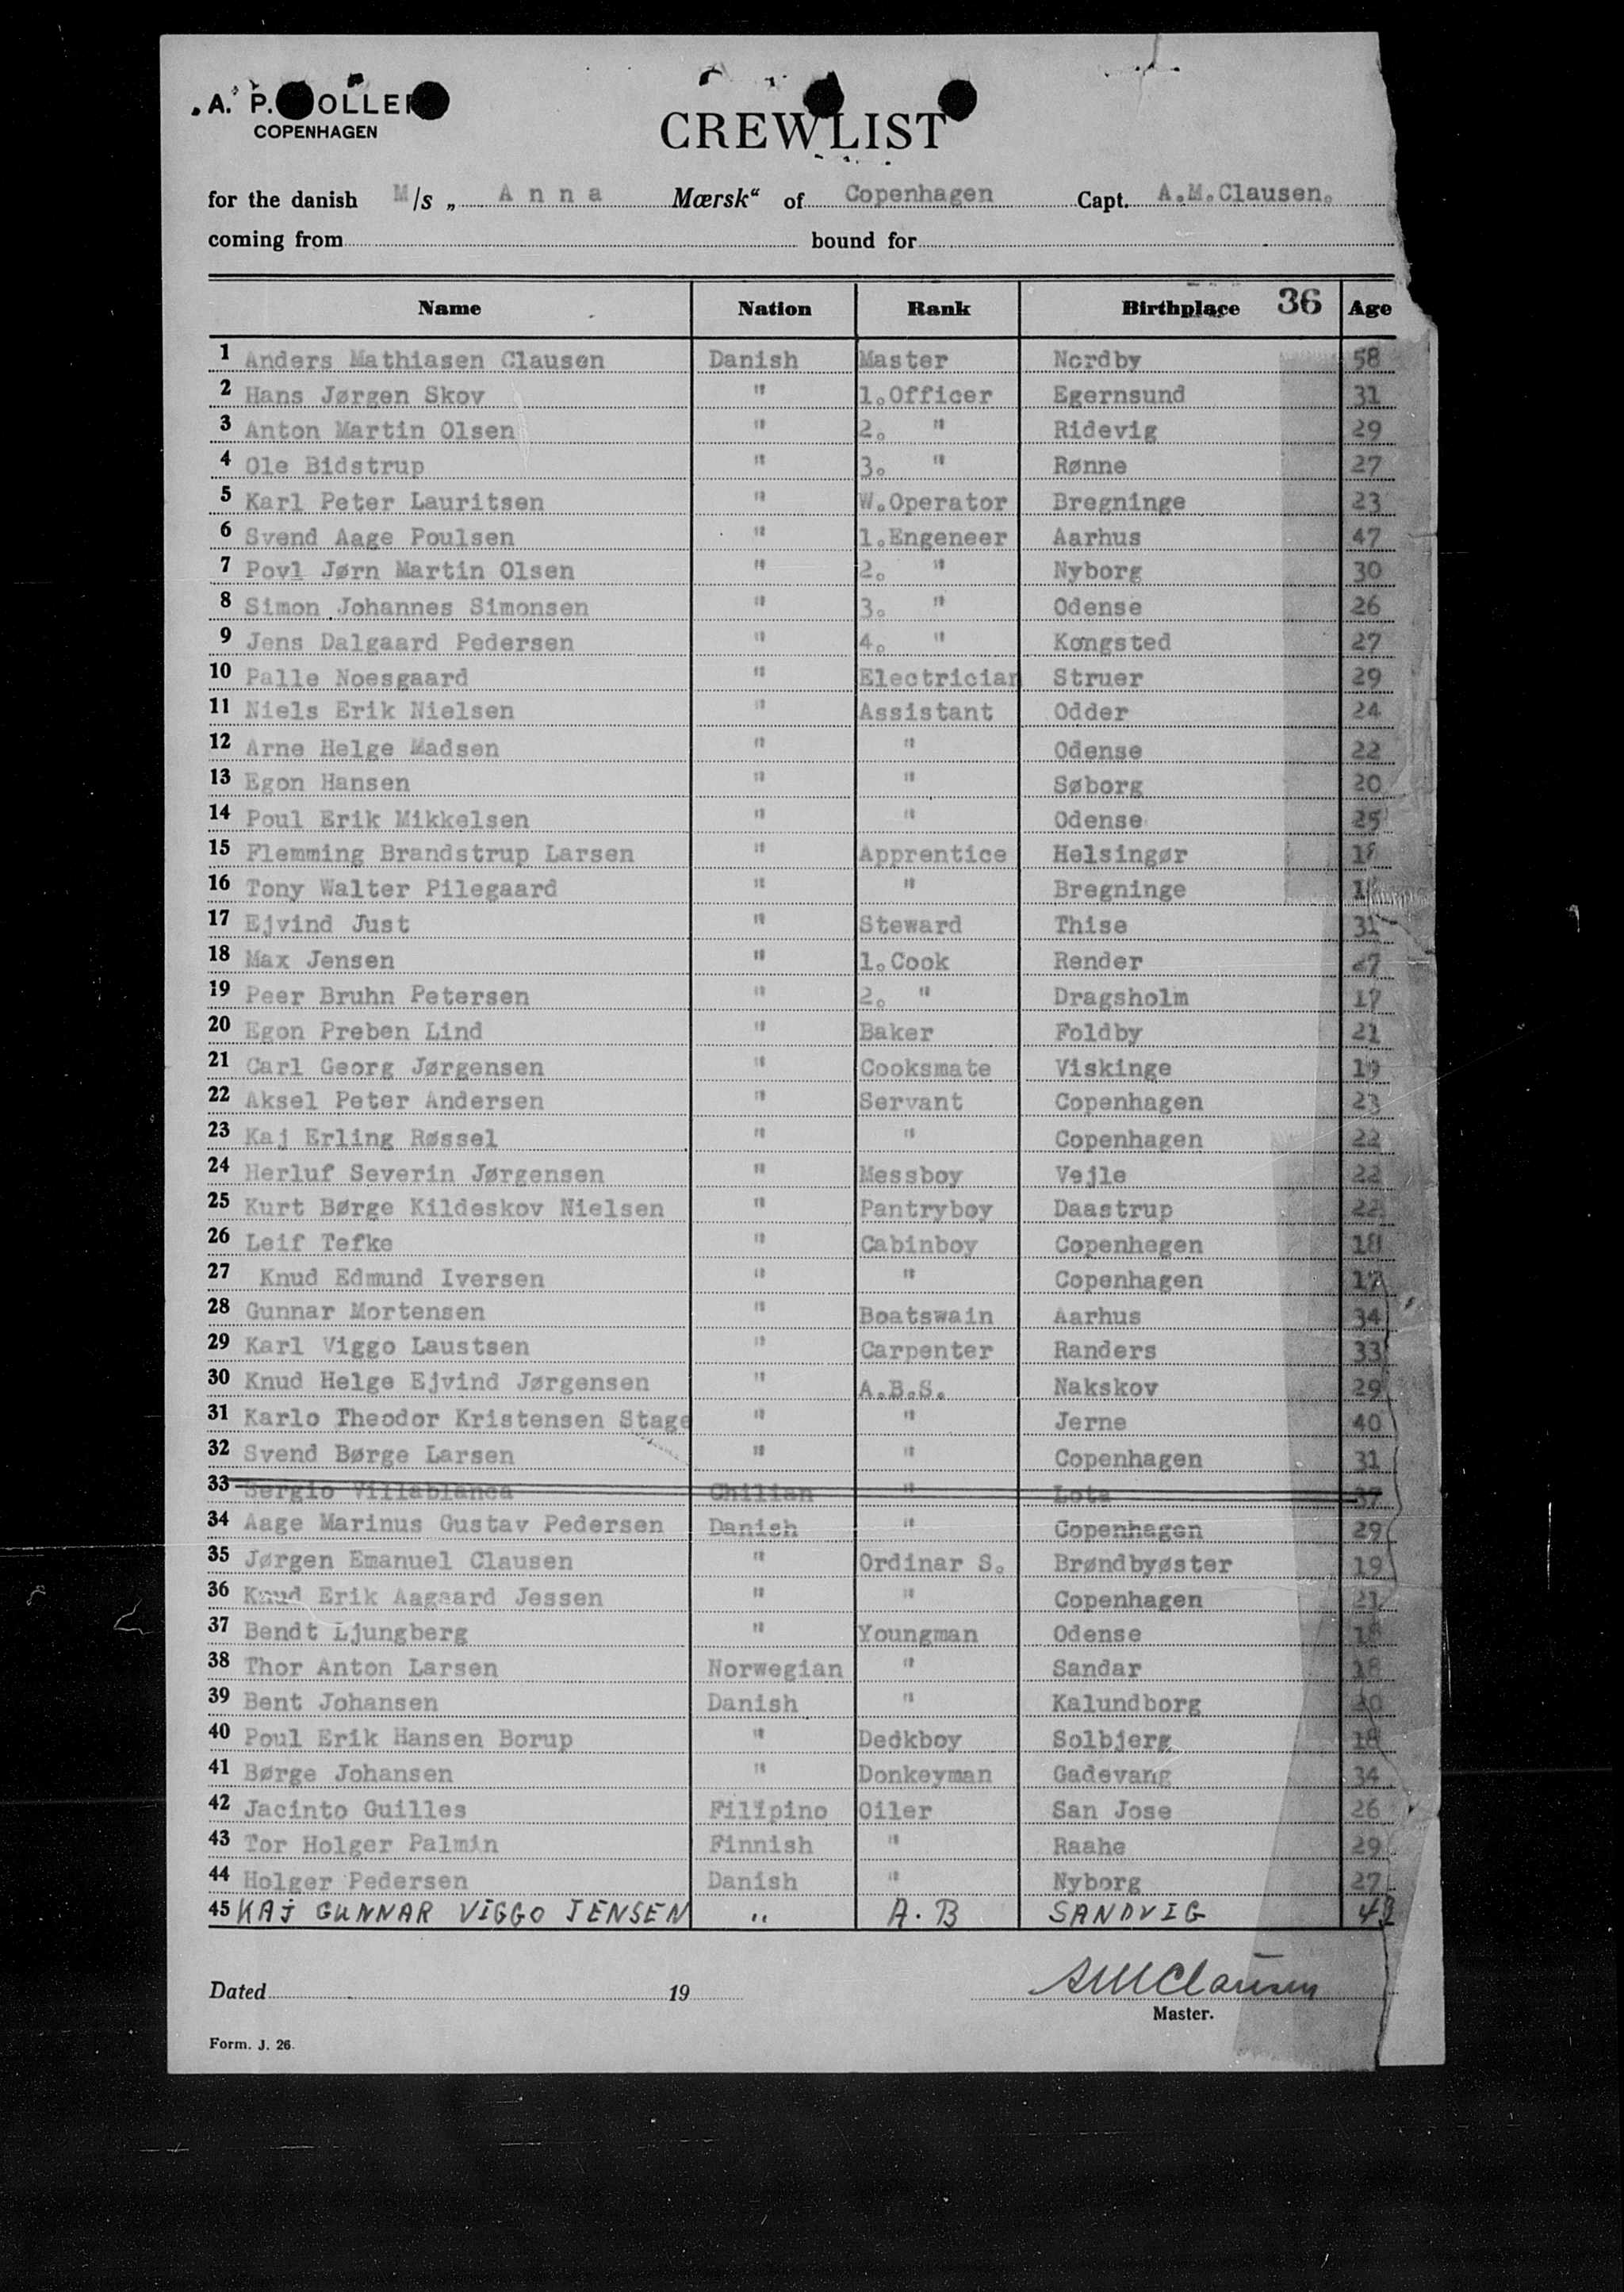 A. P. OLLE
COPENHAGEN
CREW LIST
for the danish M/s „ Anna Mærsk“ of Copenhagen Capt. A.M.Clausen.
coming from bound for
Name Nation Rank Birthplace 36 Age
1 Anders Mathiasen Clausen Danish Master Nordby 58
2 Hans Jørgen Skov " 1.Officer Egernsund 31
3 Anton Martin Olsen " 2. " Ridevig 29
4 Ole Bidstrup " 3. " Rønne 27
5 Karl Peter Lauritsen " W.Operator Bregninge 23
6 Svend Aage Poulsen " 1.Engeneer Aarhus 47
7 Povl Jørn Martin Olsen " 2. " Nyborg 30
8 Simon Johannes Simonsen " 3. " Odense 26
9 Jens Dalgaard Pedersen " 4. " Kongsted 27
10 Palle Noesgaard " Electrician Struer 29
11 Niels Erik Nielsen " Assistant Odder 24
12 Arne Helge Madsen " " Odense 22
13 Egon Hansen " " Søborg 20
14 Poul Erik Mikkelsen " " Odense 25
15 Flemming Brandstrup Larsen " Apprentice Helsingør
16 Tony Walter Pilegaard " " Bregninge
17 Ejvind Just " Steward Thise 31
18 Max Jensen " 1.Cook Render 27
19 Peer Bruhn Petersen " 2. " Dragsholm 17
20 Egon Preben Lind " Baker Foldby 21
21 Carl Georg Jørgensen " Cooksmate Viskinge 19
22 Aksel Peter Andersen " Servant Copenhagen 23
23 Kaj Erling Røssel " " Copenhagen 22
24 Herluf Severin Jørgensen " Messboy Vejle 22
25 Kurt Børge Kildeskov Nielsen " Pantryboy Daastrup 22
26 Leif Tefke " Cabinboy Copenhegen 18
27 Knud Edmund Iversen " " Copenhagen 17
28 Gunnar Mortensen " Boatswain Aarhus 34
29 Karl Viggo Laustsen " Carpenter Randers 33
30 Knud Helge Ejvind Jørgensen " A.B.S. Nakskov 29
31 Karlo Theodor Kristensen Stage " " Jerne 40
32 Svend Børge Larsen " " Copenhagen 31
33 Sergio Villablanca Chilian " Lota 37
34 Aage Marinus Gustav Pedersen Danish " Copenhagen 29
35 Jørgen Emanuel Clausen " Ordinar S. Brøndbyøster 19
36 Knud Erik Aagaard Jessen " " Copenhagen 21
37 Bendt Ljungberg " Youngman Odense 18
38 Thor Anton Larsen Norwegian " Sandar 18
39 Bent Johansen Danish " Kalundborg 20
40 Poul Erik Hansen Borup " Dedkboy Solbjerg 18
41 Børge Johansen " Donkeyman Gadevang 34
42 Jacinto Guilles Filipino Oiler San Jose 26
43 Tor Holger Palmin Finnish " Raahe 29
44 Holger Pedersen Danish " Nyborg 27
45 KAJ GUNNAR VIGGO JENSEN " A.B SANDVIG
Dated 19 AMClausen
Master.
Form. J. 26.